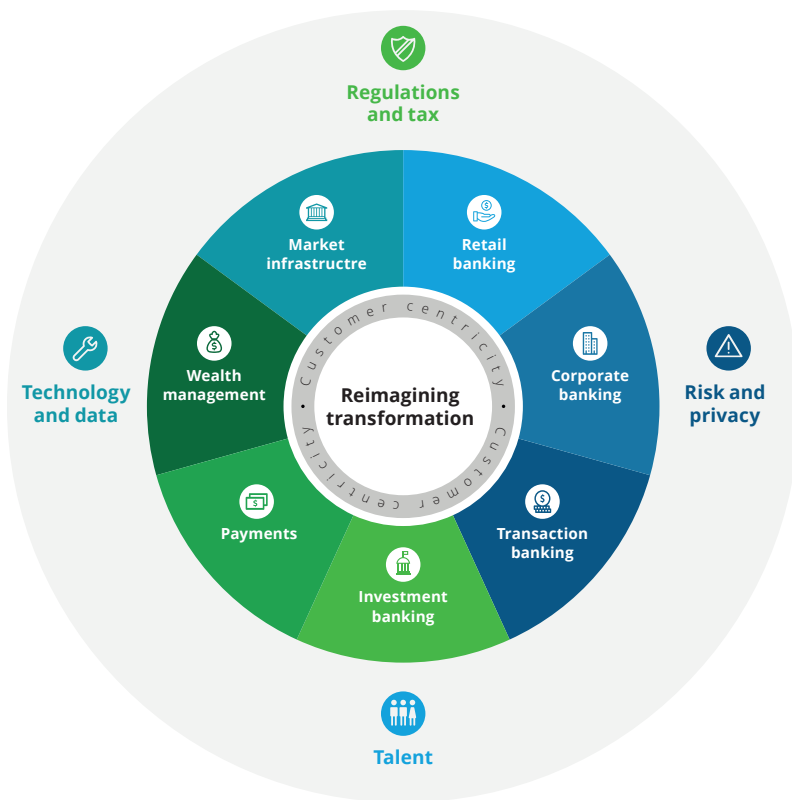 Regulations
and tax
Market
infrastructre
Retail
banking
Wealth
management
Corporate
banking
Technology
and data
Risk and
privacy
Customer centricity • Customer centricity •
Reimagining
transformation
Payments
Transaction
banking
Investment
banking
Talent